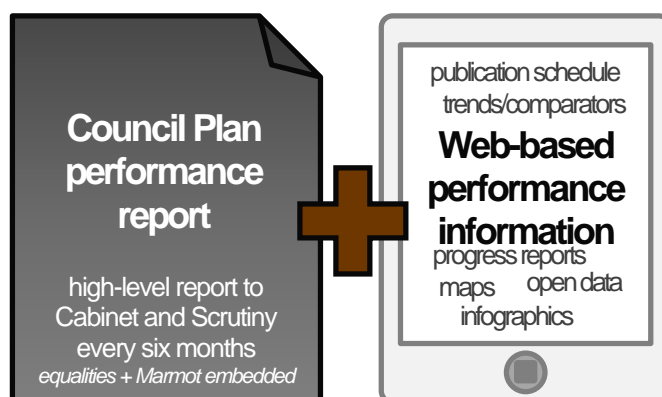 Council Plan
performance
report
high-level report to
Cabinet and Scrutiny
every six months
equalities + Marmot embedded
publication schedule
trends/comparators
Web-based
performance
information
progress reports
maps open data
infographics